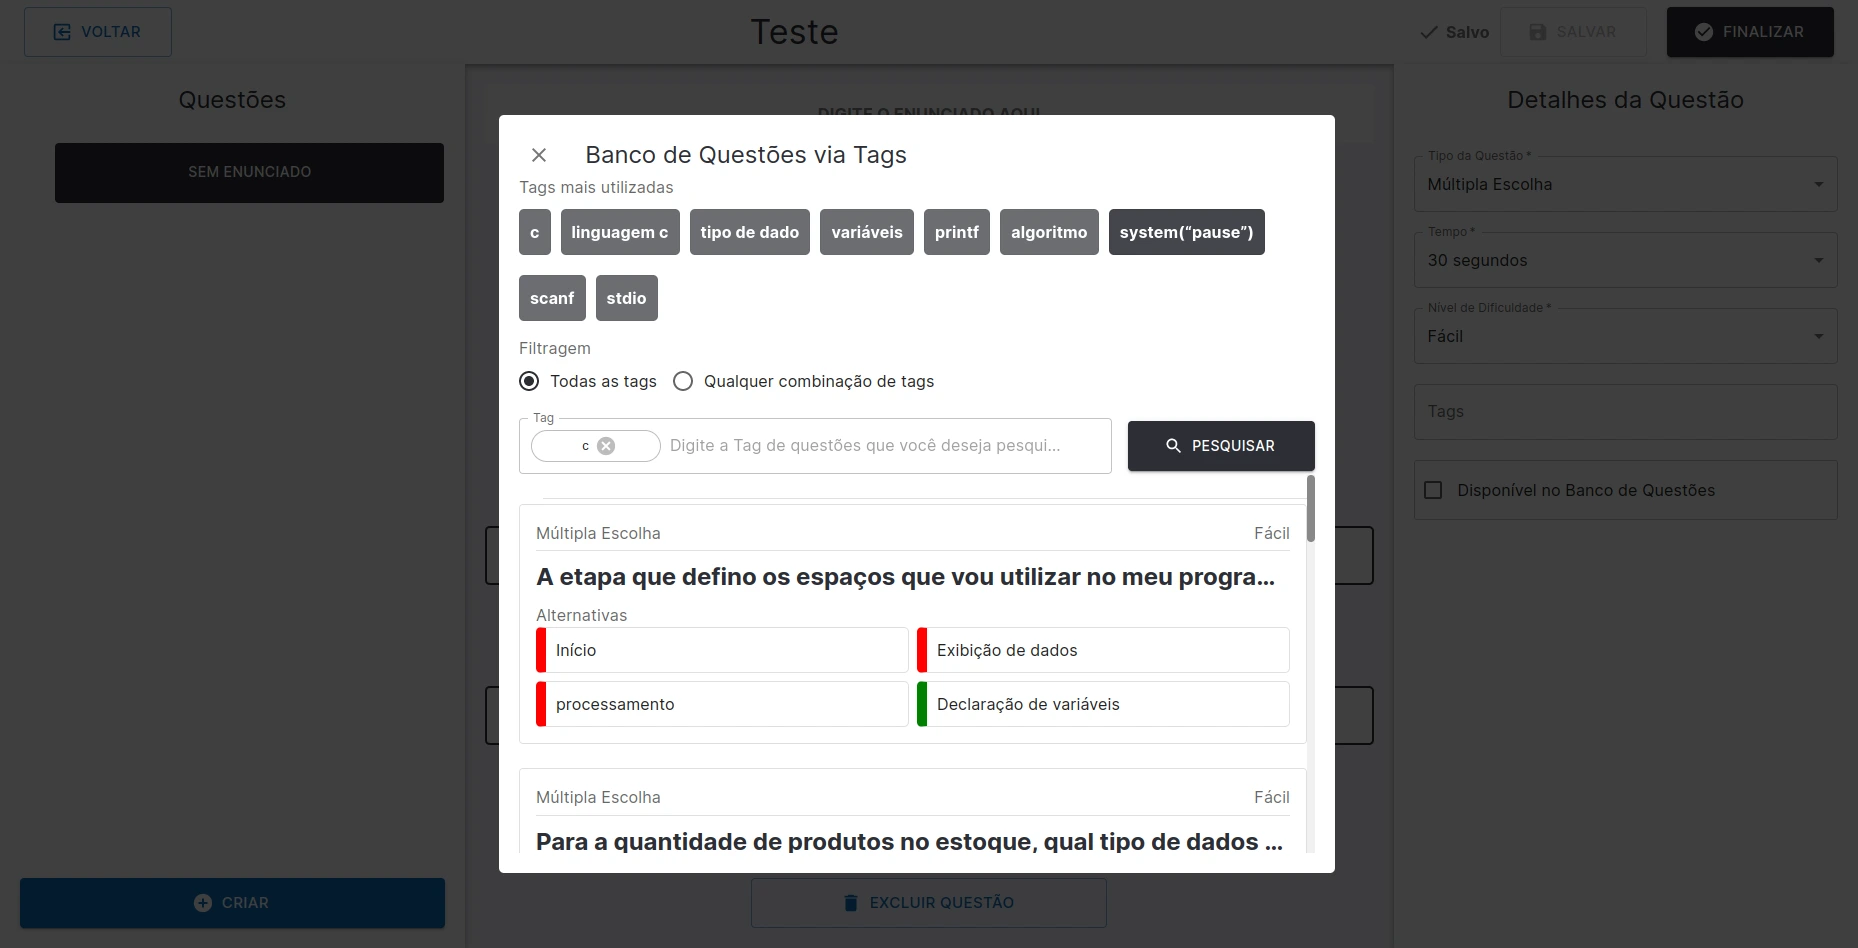 VOLTAR
Teste
Salvo
SALVAR
FINALIZAR
Questões
SEM ENUNCIADO
CRIAR
DIGITE O ENUNCIADO AQUI
Banco de Questões via Tags
Tags mais utilizadas
c linguagem c tipo de dado variáveis printf algoritmo system(“pause”)
scanf stdio
Filtragem
Todas as tags Qualquer combinação de tags
Tag
c Digite a Tag de questões que você deseja pesqui...
PESQUISAR
Múltipla Escolha Fácil
A etapa que defino os espaços que vou utilizar no meu progra...
Alternativas
Início Exibição de dados
processamento Declaração de variáveis
Múltipla Escolha Fácil
Para a quantidade de produtos no estoque, qual tipo de dados ...
EXCLUIR QUESTÃO
Detalhes da Questão
Tipo da Questão *
Múltipla Escolha
Tempo *
30 segundos
Nível de Dificuldade *
Fácil
Tags
Disponível no Banco de Questões